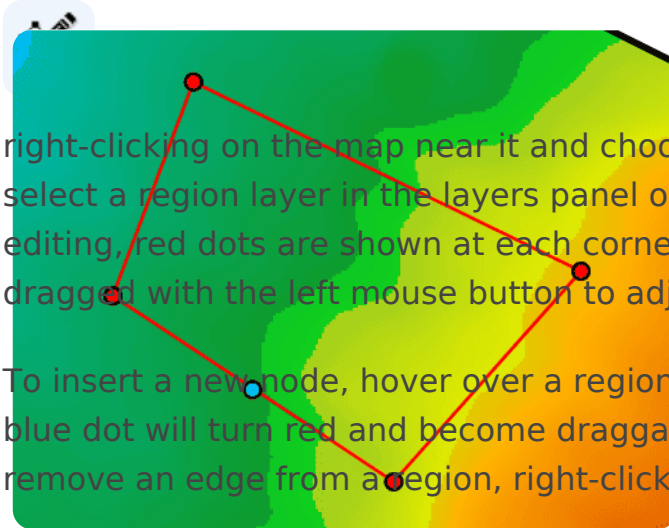 right-clicking on the map near it and choo
select a region layer in the layers panel o
editing, red dots are shown at each corne
dragged with the left mouse button to adj
To insert a new node, hover over a region
blue dot will turn red and become dragga
remove an edge from a region, right-click